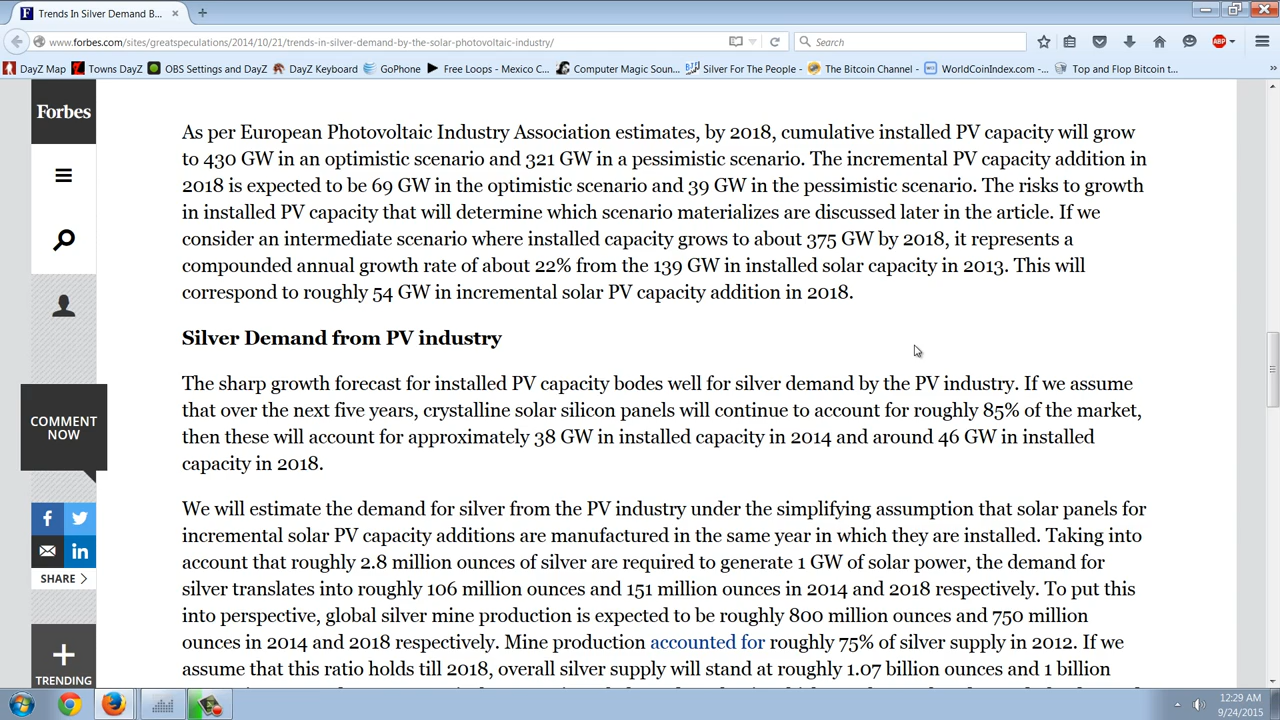 Trends In Silver Demand B...
www.forbes.com/sites/greatspeculations/2014/10/21/trends-in-silver-demand-by-the-solar-photovoltaic-industry/
Search
ABP
DayZ Map
Towns DayZ
OBS Settings and DayZ
DayZ Keyboard
GoPhone
Free Loops - Mexico C...
Computer Magic Soun...
Silver For The People - ...
The Bitcoin Channel - ...
WorldCoinIndex.com -...
Top and Flop Bitcoin t...
Forbes
As per European Photovoltaic Industry Association estimates, by 2018, cumulative installed PV capacity will grow
to 430 GW in an optimistic scenario and 321 GW in a pessimistic scenario. The incremental PV capacity addition in
2018 is expected to be 69 GW in the optimistic scenario and 39 GW in the pessimistic scenario. The risks to growth
in installed PV capacity that will determine which scenario materializes are discussed later in the article. If we
consider an intermediate scenario where installed capacity grows to about 375 GW by 2018, it represents a
compounded annual growth rate of about 22% from the 139 GW in installed solar capacity in 2013. This will
correspond to roughly 54 GW in incremental solar PV capacity addition in 2018.
Silver Demand from PV industry
The sharp growth forecast for installed PV capacity bodes well for silver demand by the PV industry. If we assume
that over the next five years, crystalline solar silicon panels will continue to account for roughly 85% of the market,
then these will account for approximately 38 GW in installed capacity in 2014 and around 46 GW in installed
capacity in 2018.
We will estimate the demand for silver from the PV industry under the simplifying assumption that solar panels for
incremental solar PV capacity additions are manufactured in the same year in which they are installed. Taking into
account that roughly 2.8 million ounces of silver are required to generate 1 GW of solar power, the demand for
silver translates into roughly 106 million ounces and 151 million ounces in 2014 and 2018 respectively. To put this
into perspective, global silver mine production is expected to be roughly 800 million ounces and 750 million
ounces in 2014 and 2018 respectively. Mine production accounted for roughly 75% of silver supply in 2012. If we
assume that this ratio holds till 2018, overall silver supply will stand at roughly 1.07 billion ounces and 1 billion
COMMENT
NOW
SHARE
TRENDING
12:29 AM
9/24/2015